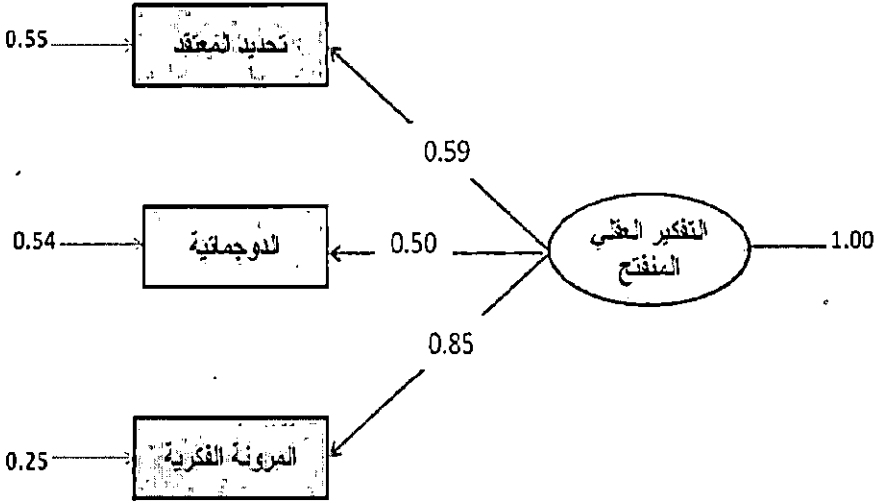 0.55
تحديد المعتقد
0.59
0.54
الدوجماتية
0.50
التفكير العقلي
المنفتح
1.00
0.85
0.25
المرونة الفكرية